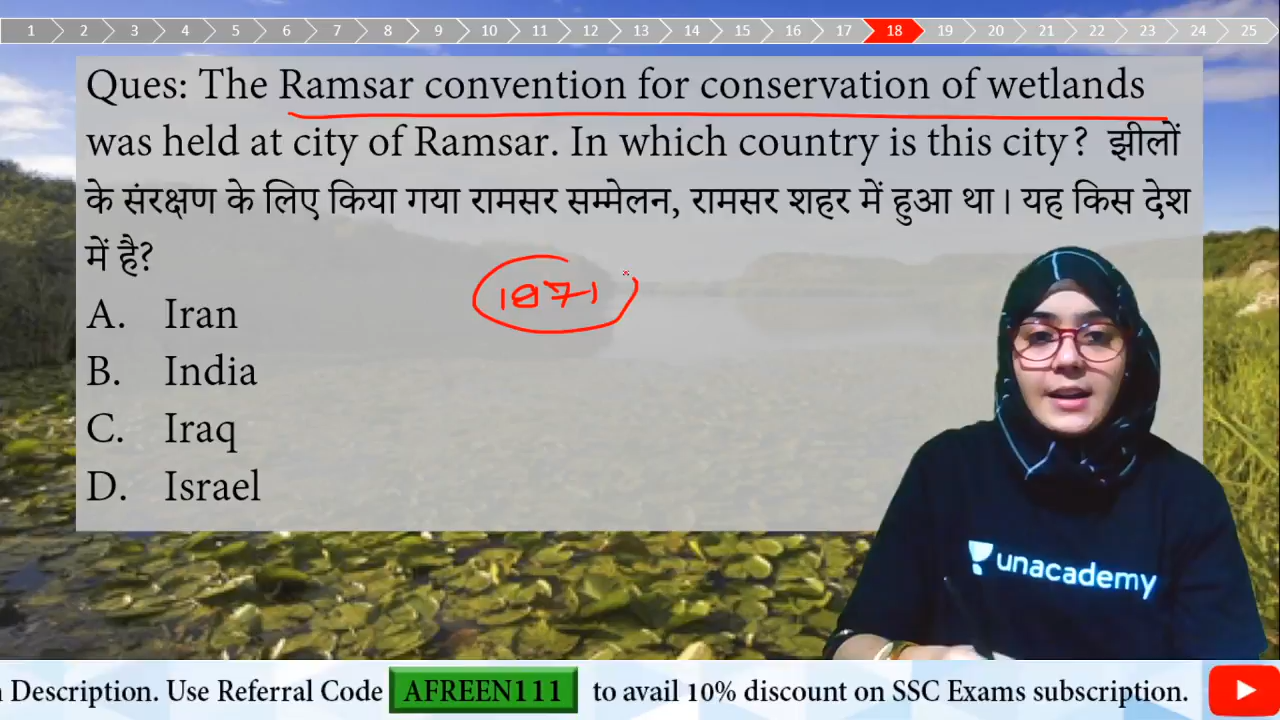 1 2 3 4 5 6 7 8 9 10 11 12 13 14 15 16 17 18 19 20 21 22 23 24 25
Ques: The Ramsar convention for conservation of wetlands
was held at city of Ramsar. In which country is this city? झीलों
के संरक्षण के लिए किया गया रामसर सम्मेलन, रामसर शहर में हुआ था। यह किस देश
में है?
1971
A. Iran
B. India
C. Iraq
D. Israel
unacademy
n Description. Use Referral Code AFREEN111 to avail 10% discount on SSC Exams subscription.